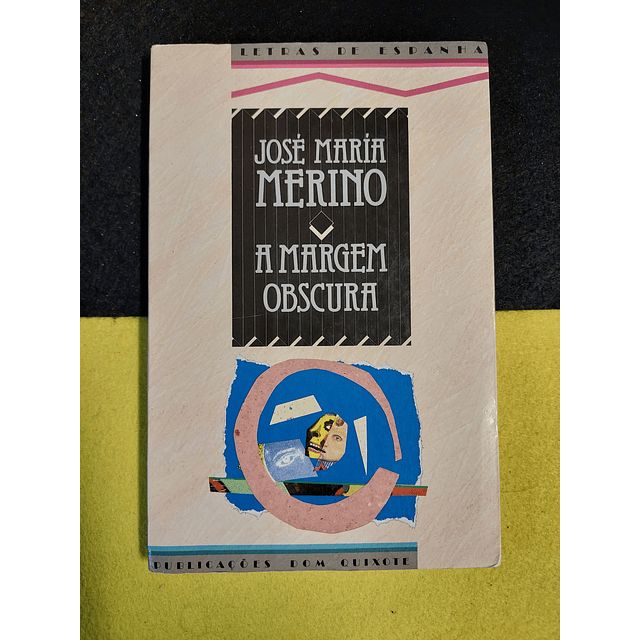 LETRAS DE ESPANHA
JOSÉ MARÍA
MERINO
A MARGEM
OBSCURA
PUBLICAÇÕES DOM QUIXOTE